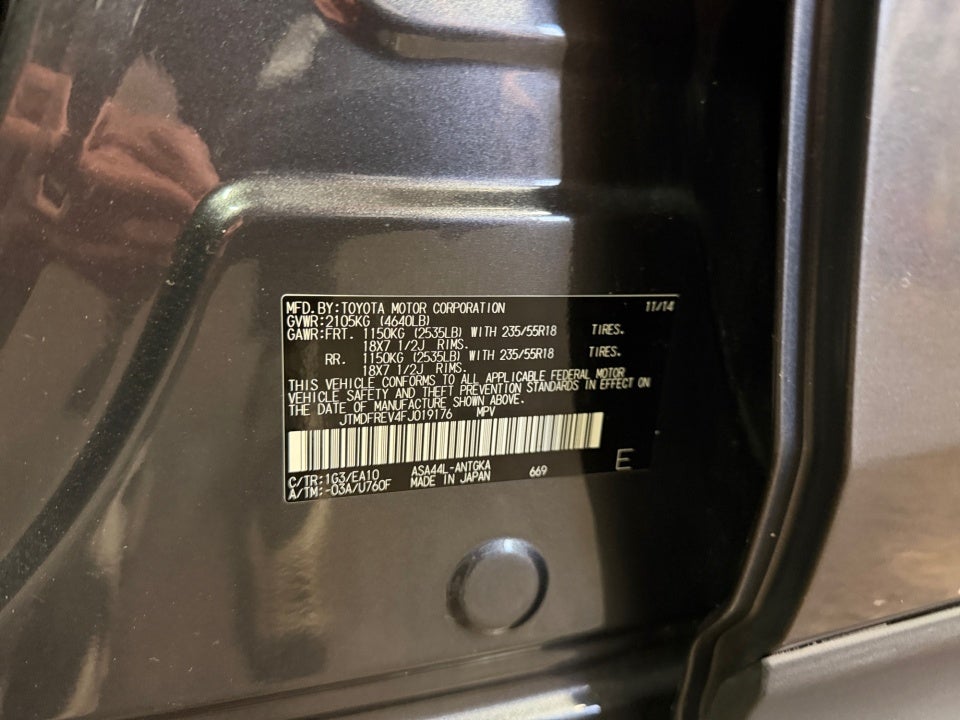 MFD.BY:TOYOTA MOTOR CORPORATION 11/14
GVWR:2105KG (4640LB)
GAWR:FRT. 1150KG (2535LB) WITH 235/55R18 TIRES.
18X7 1/2J RIMS.
RR. 1150KG (2535LB) WITH 235/55R18 TIRES.
18X7 1/2J RIMS.
THIS VEHICLE CONFORMS TO ALL APPLICABLE FEDERAL MOTOR
VEHICLE SAFETY AND THEFT PREVENTION STANDARDS IN EFFECT ON
THE DATE OF MANUFACTURE SHOWN ABOVE.
JTMDFREV4FJ019176 MPV
C/TR:1G3/EA10 ASA44L-ANTGKA 669 E
A/TM:-03A/U760F MADE IN JAPAN